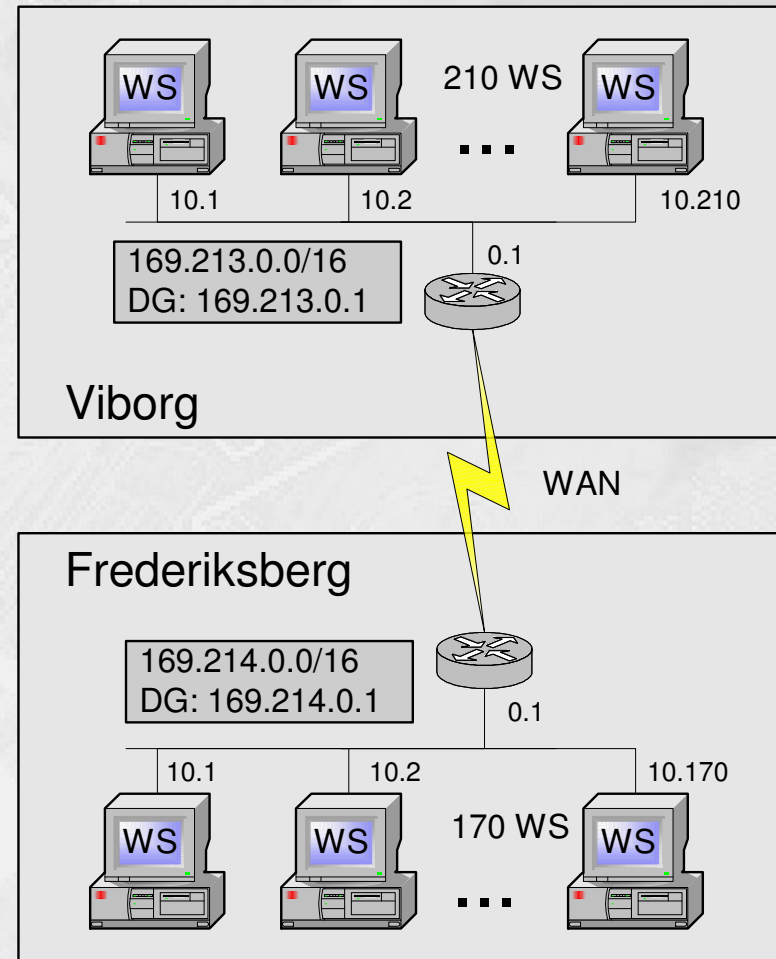 WS
WS
210 WS
WS
10.1
10.2
10.210
169.213.0.0/16
DG: 169.213.0.1
0.1
Viborg
WAN
Frederiksberg
169.214.0.0/16
DG: 169.214.0.1
0.1
10.1
10.2
10.170
WS
WS
170 WS
WS